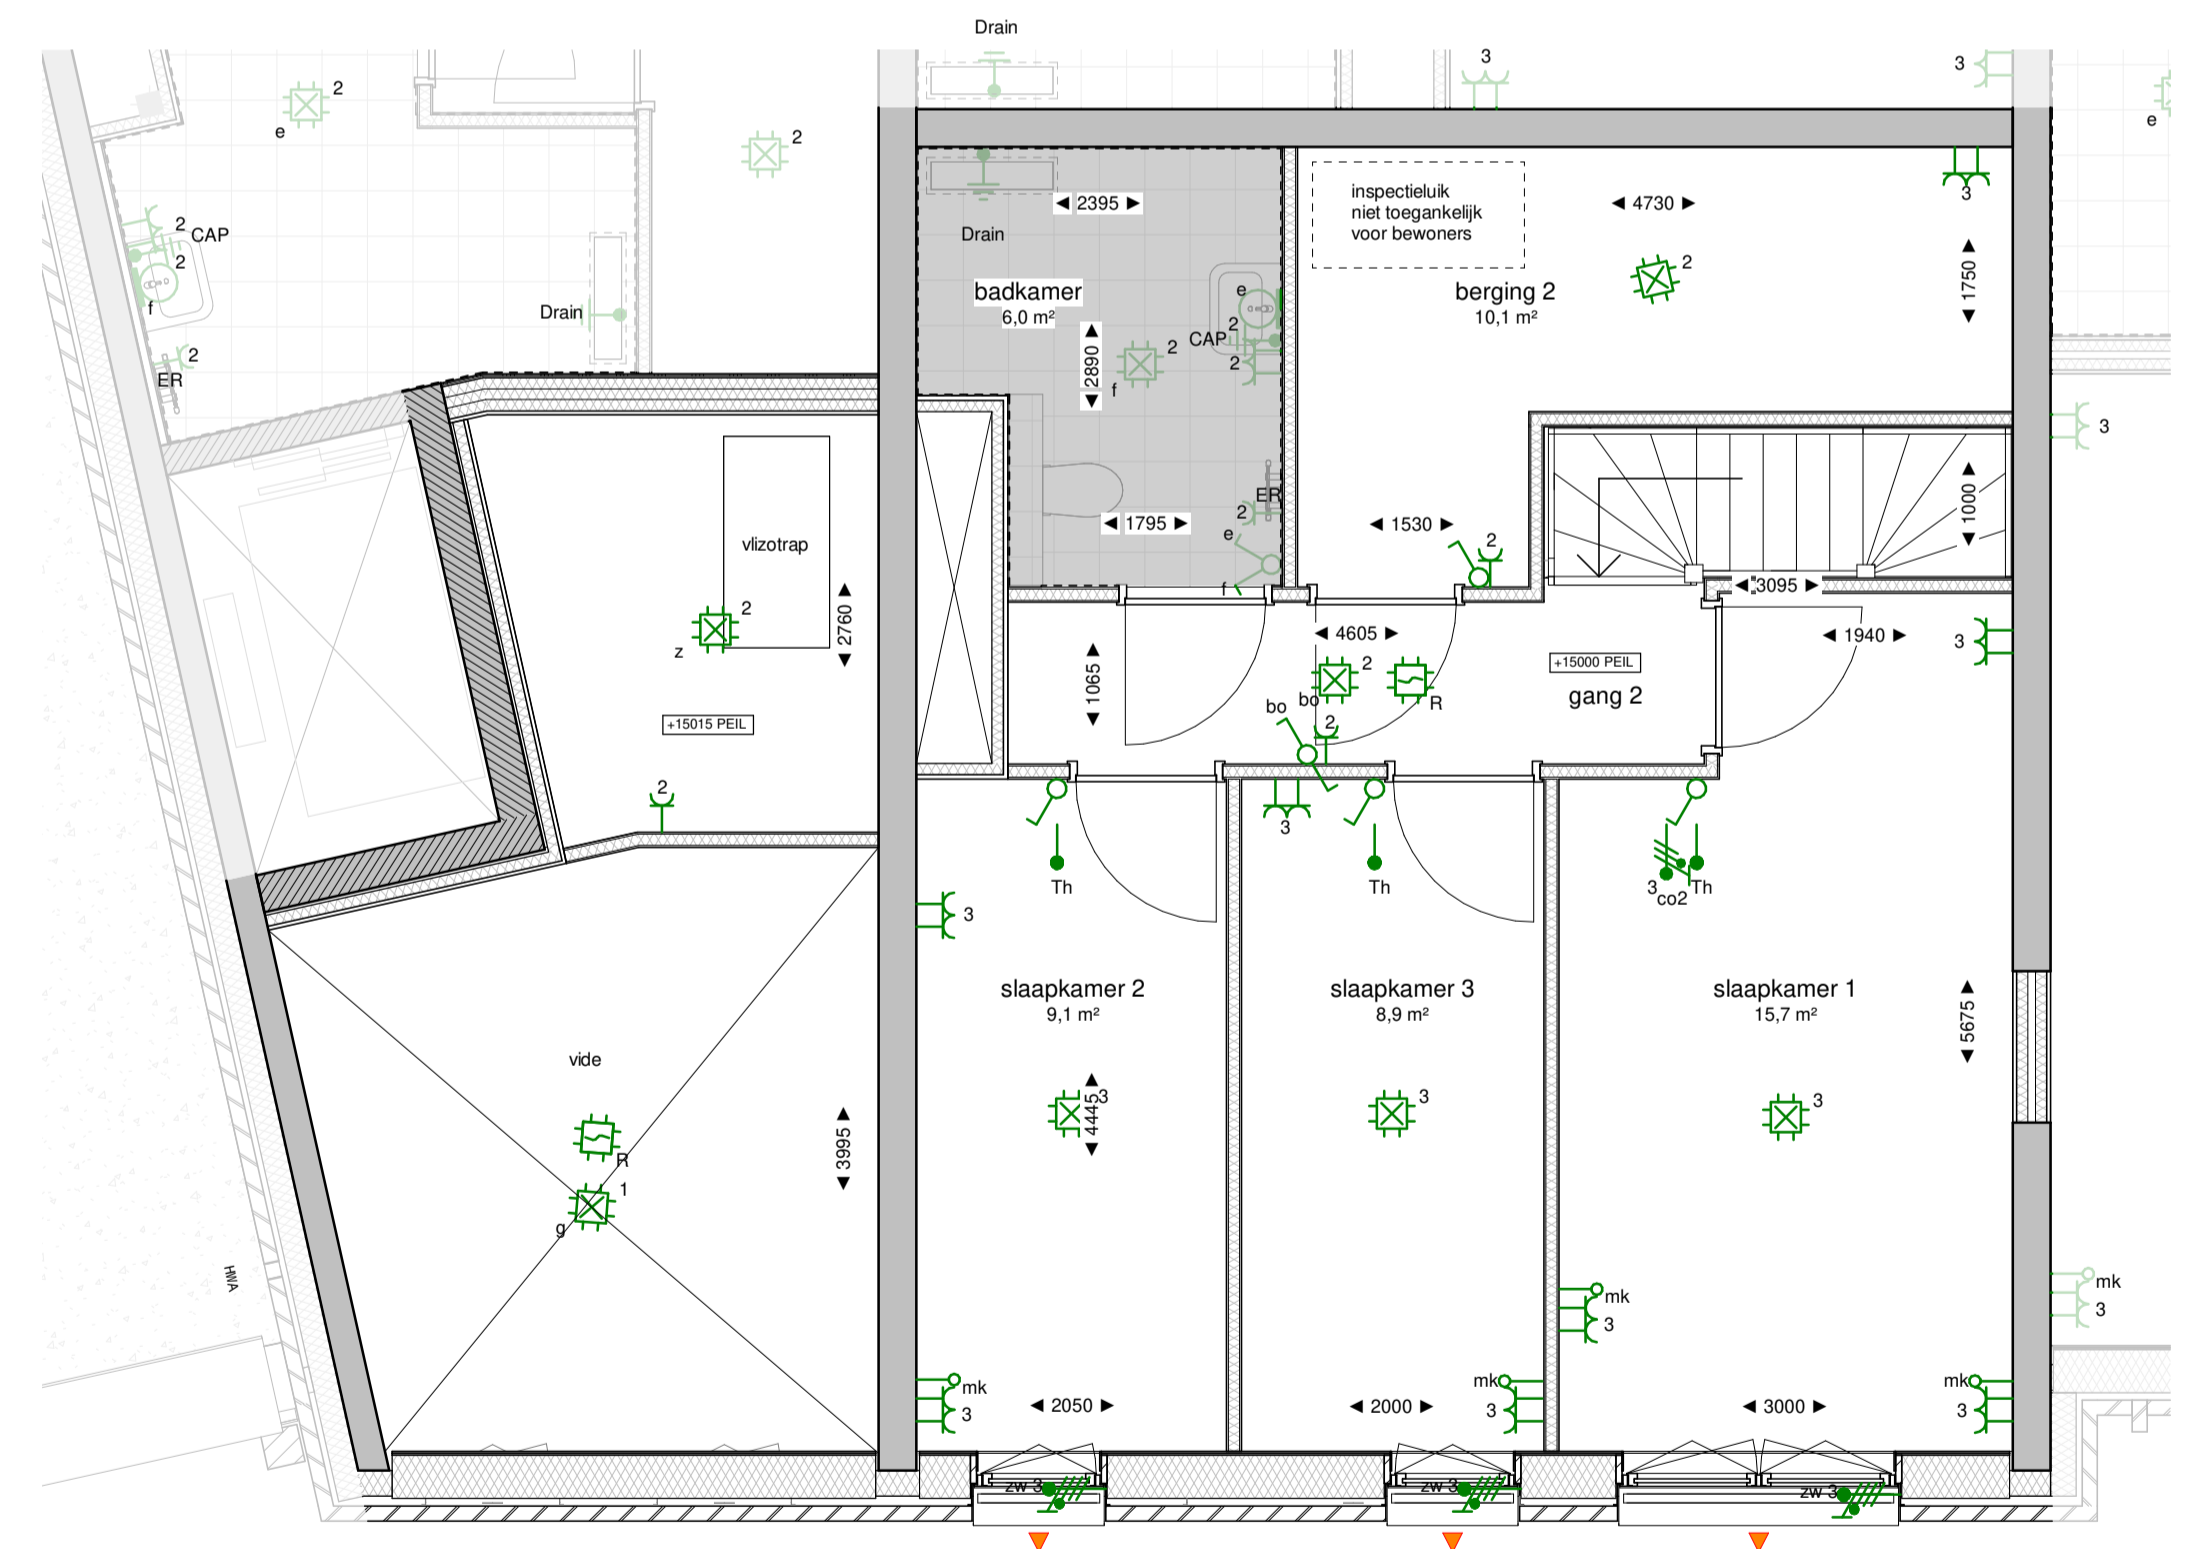 Drain
3
3
2
e
2
e
2
CAP
2
f
Drain
2
ER
Drain
2395
badkamer
6,0 m²
2890
e
2
CAP
2
2
f
ER
2
e
f
1795
inspectieluik
niet toegankelijk
voor bewoners
4730
3
1750
berging 2
10,1 m²
2
3
1000
1530
2
3095
1940
3
vlizotrap
2
z
2760
+15015 PEIL
2
1065
4605
2
R
bo
bo
2
+15000 PEIL
gang 2
3
Th
Th
3
co2
Th
3
slaapkamer 2
9,1 m²
slaapkamer 3
8,9 m²
slaapkamer 1
15,7 m²
5675
vide
R
1
g
3995
3
4445
3
3
HWA
mk
3
mk
3
mk
3
2050
mk
3
2000
mk
3
3000
zw 3
zw 3
zw 3